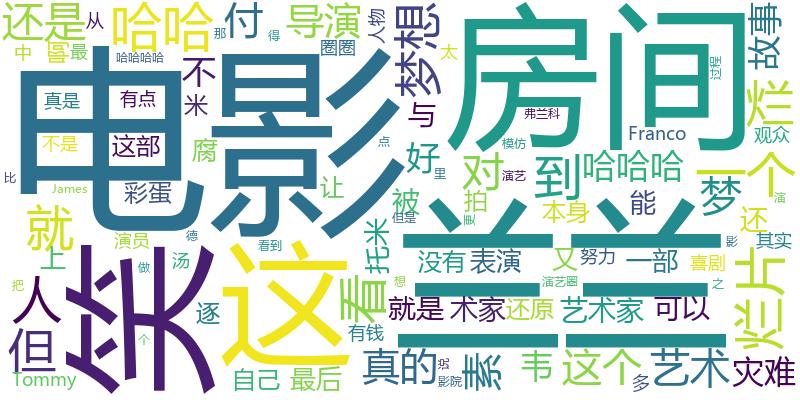 还是
哈哈
付
导演
梦想
人物
那
得
太
故事
中
喜
最
哈哈哈哈
圈圈
过程
真是
有点
不
米
与
弗兰科
Franco
烂
观众
不是
这部
腐
点
好
里
模仿
比
James
彩蛋
让
被
对
到
哈哈哈
一个
演艺
拍
梦
能
电影
房间
兰兰
就
上
演员
德
看到
托米
但是
更
本身
还
演
影
其实
笑
这
做
汤
看
没有
表演
又
努力
一部
喜剧
之
烂片
把
人
但
个
逐
有钱
想
演艺圈
就是
术家
还原
艺术家
可以
Tommy
自己
最后
真的
说
影院
素
韦
这个
多
艺术
灾难